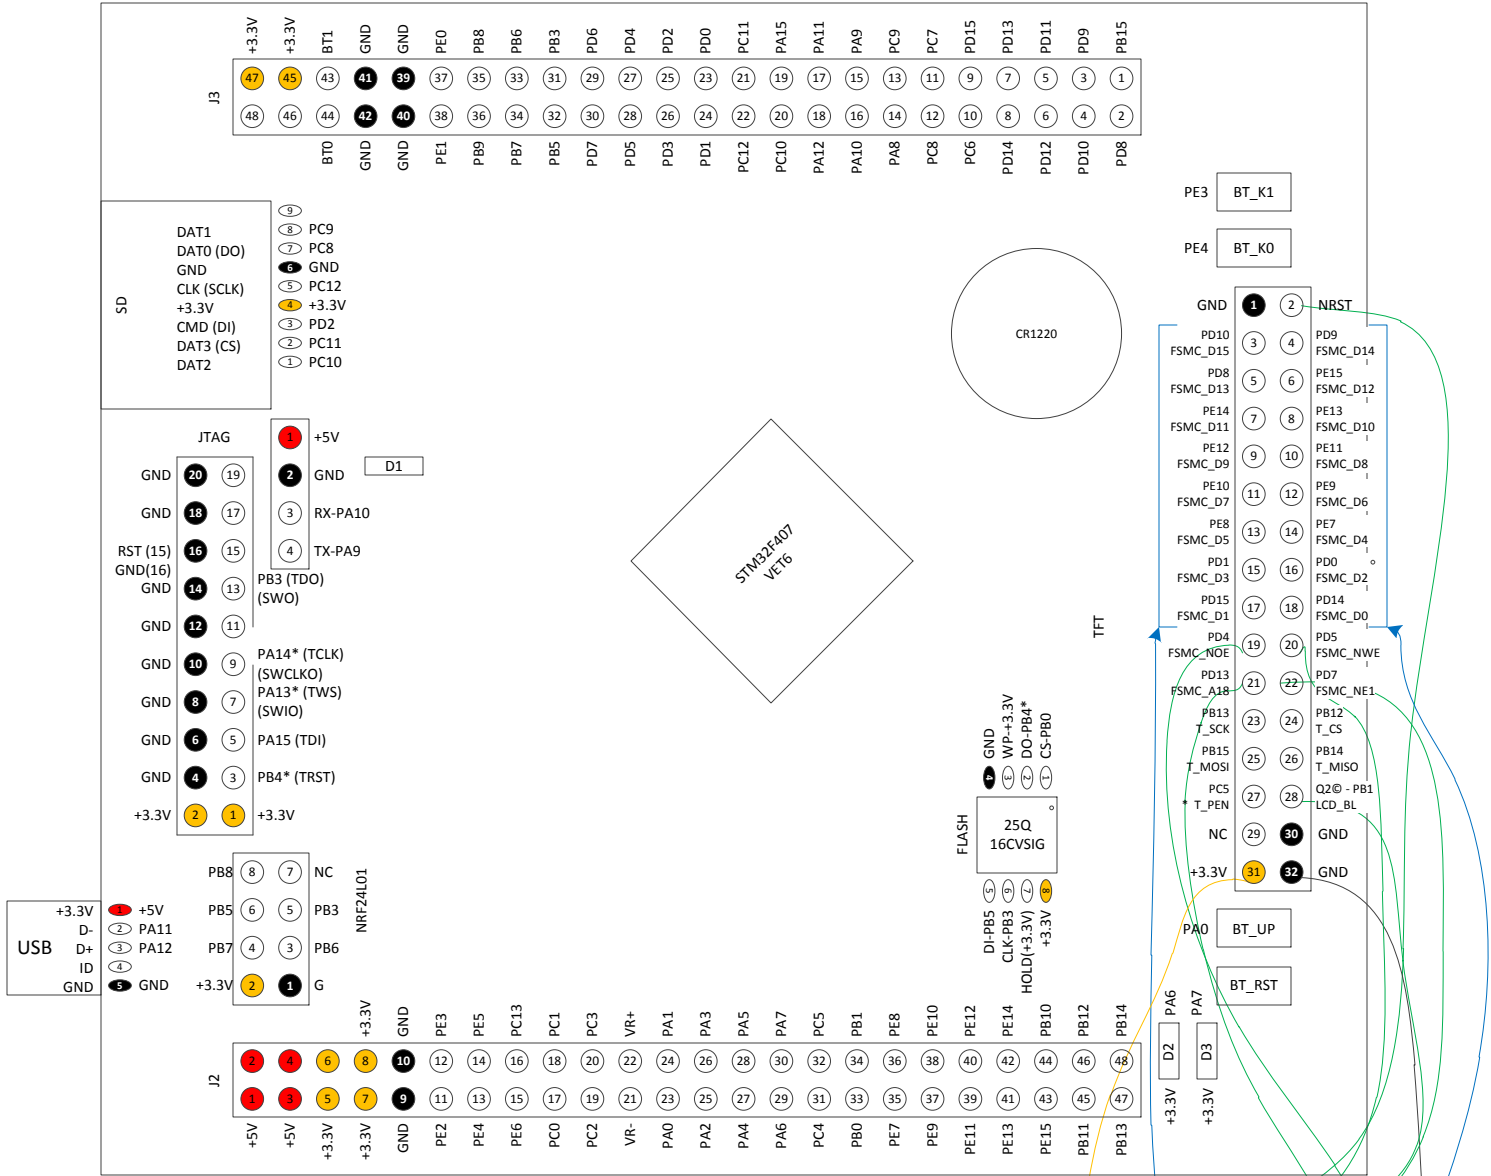 +3.3V +3.3V BT1 GND GND PE0 PB8 PB6 PB3 PD6 PD4 PD2 PD0 PC11 PA15 PA11 PA9 PC9 PC7 PD15 PD13 PD11 PD9 PB15
J3
47 45 43 41 39 37 35 33 31 29 27 25 23 21 19 17 15 13 11 9 7 5 3 1
48 46 44 42 40 38 36 34 32 30 28 26 24 22 20 18 16 14 12 10 8 6 4 2
BT0 GND GND PE1 PB9 PB7 PB5 PD7 PD5 PD3 PD1 PC12 PC10 PA12 PA10 PA8 PC8 PC6 PD14 PD12 PD10 PD8
PE3 BT_K1
PE4 BT_K0
SD
9
DAT1 8 PC9
DAT0 (DO) 7 PC8
GND 6 GND
CLK (SCLK) 5 PC12
+3.3V 4 +3.3V
CMD (DI) 3 PD2
DAT3 (CS) 2 PC11
DAT2 1 PC10
CR1220
JTAG
1 +5V
2 GND
3 RX-PA10
4 TX-PA9
D1
GND 20 19
GND 18 17
RST (15) 16 15
GND(16)
GND 14 13 PB3 (TDO)
(SWO)
GND 12 11
GND 10 9 PA14* (TCLK)
(SWCLKO)
GND 8 7 PA13* (TWS)
(SWIO)
GND 6 5 PA15 (TDI)
GND 4 3 PB4* (TRST)
+3.3V 2 1 +3.3V
STM32F407
VET6
TFT
GND 1 2 NRST
PD10 3 4 PD9
FSMC_D15 FSMC_D14
PD8 5 6 PE15
FSMC_D13 FSMC_D12
PE14 7 8 PE13
FSMC_D11 FSMC_D10
PE12 9 10 PE11
FSMC_D9 FSMC_D8
PE10 11 12 PE9
FSMC_D7 FSMC_D6
PE8 13 14 PE7
FSMC_D5 FSMC_D4
PD1 15 16 PD0
FSMC_D3 FSMC_D2
PD15 17 18 PD14
FSMC_D1 FSMC_D0
PD4 19 20 PD5
FSMC_NOE FSMC_NWE
PD13 21 22 PD7
FSMC_A18 FSMC_NE1
PB13 23 24 PB12
T_SCK T_CS
PB15 25 26 PB14
T_MOSI T_MISO
PC5 27 28 Q2© - PB1
* T_PEN LCD_BL
NC 29 30 GND
+3.3V 31 32 GND
GND WP-+3.3V DO-PB4* CS-PB0
4 3 2 1
FLASH
25Q
16CVSIG
5 6 7 8
DI-PB5 CLK-PB3 HOLD(+3.3V) +3.3V
PA0 BT_UP
BT_RST
PB8 8 7 NC
PB5 6 5 PB3
PB7 4 3 PB6
+3.3V 2 1 G
NRF24L01
USB
+3.3V 1 +5V
D- 2 PA11
D+ 3 PA12
ID 4
GND 5 GND
PA6 PA7
D2 D3
+3.3V +3.3V
+3.3V GND PE3 PE5 PC13 PC1 PC3 VR+ PA1 PA3 PA5 PA7 PC5 PB1 PE8 PE10 PE12 PE14 PB10 PB12 PB14
J2
2 4 6 8 10 12 14 16 18 20 22 24 26 28 30 32 34 36 38 40 42 44 46 48
1 3 5 7 9 11 13 15 17 19 21 23 25 27 29 31 33 35 37 39 41 43 45 47
+5V +5V +3.3V +3.3V GND PE2 PE4 PE6 PC0 PC2 VR- PA0 PA2 PA4 PA6 PC4 PB0 PE7 PE9 PE11 PE13 PE15 PB11 PB13